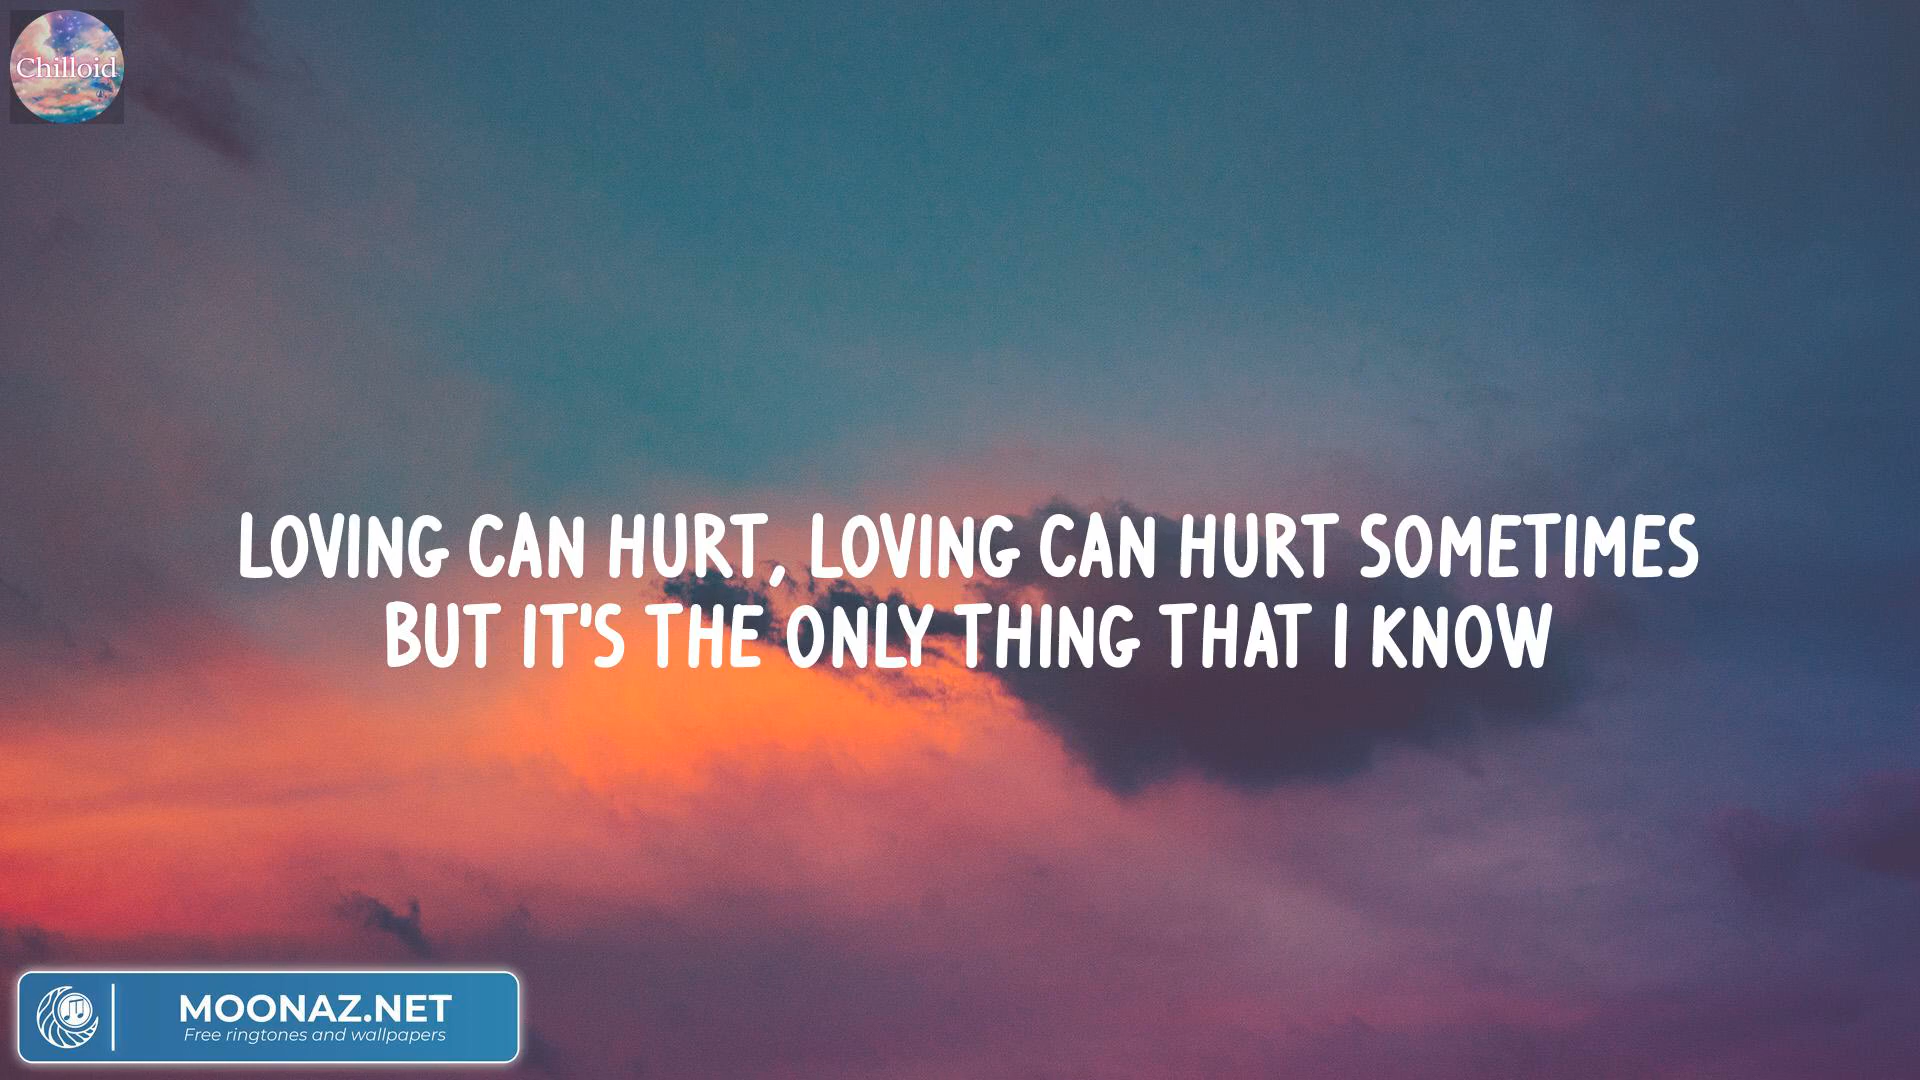 Chilloid
LOVING CAN HURT, LOVING CAN HURT SOMETIMES
BUT IT'S THE ONLY THING THAT I KNOW
MOONAZ.NET
Free ringtones and wallpapers